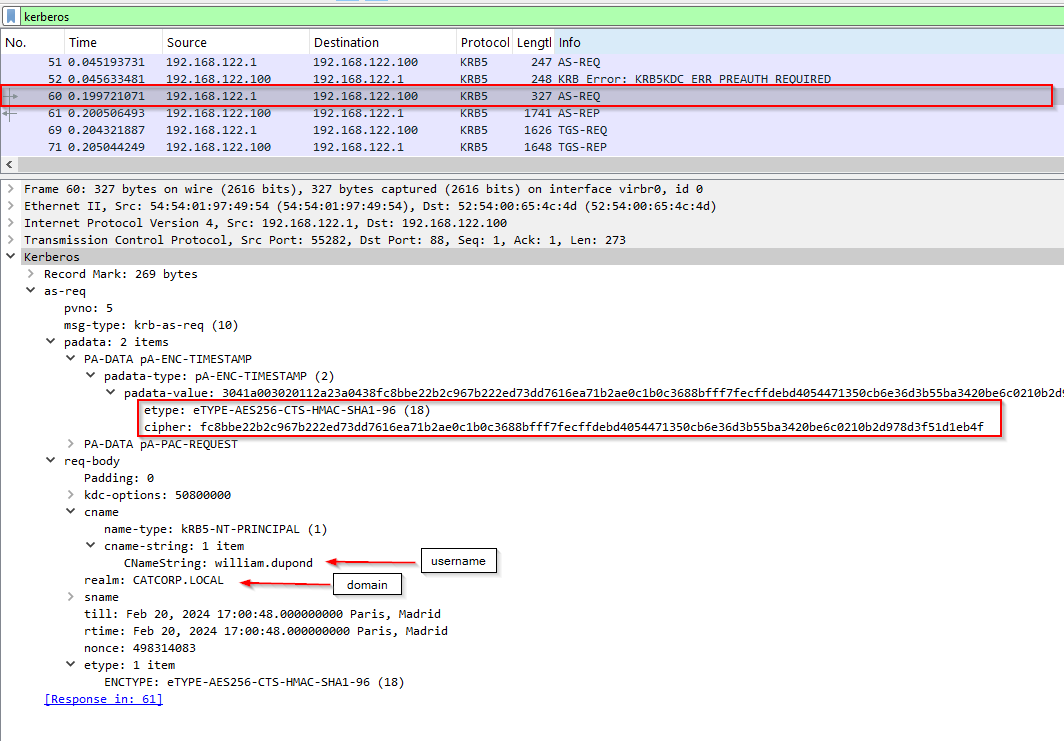 kerberos
No. Time Source Destination Protocol Lengtl Info
51 0.045193731 192.168.122.1 192.168.122.100 KRB5 247 AS-REQ
52 0.045633481 192.168.122.100 192.168.122.1 KRB5 248 KRB Error: KRB5KDC_ERR_PREAUTH_REQUIRED
60 0.199721071 192.168.122.1 192.168.122.100 KRB5 327 AS-REQ
61 0.200506493 192.168.122.100 192.168.122.1 KRB5 1741 AS-REP
69 0.204321887 192.168.122.1 192.168.122.100 KRB5 1626 TGS-REQ
71 0.205044249 192.168.122.100 192.168.122.1 KRB5 1648 TGS-REP
Frame 60: 327 bytes on wire (2616 bits), 327 bytes captured (2616 bits) on interface virbr0, id 0
Ethernet II, Src: 54:54:01:97:49:54 (54:54:01:97:49:54), Dst: 52:54:00:65:4c:4d (52:54:00:65:4c:4d)
Internet Protocol Version 4, Src: 192.168.122.1, Dst: 192.168.122.100
Transmission Control Protocol, Src Port: 55282, Dst Port: 88, Seq: 1, Ack: 1, Len: 273
Kerberos
Record Mark: 269 bytes
as-req
pvno: 5
msg-type: krb-as-req (10)
padata: 2 items
PA-DATA pA-ENC-TIMESTAMP
padata-type: pA-ENC-TIMESTAMP (2)
padata-value: 3041a003020112a23a0438fc8bbe22b2c967b222ed73dd7616ea71b2ae0c1b0c3688bfff7fecffdebd4054471350cb6e36d3b55ba3420be6c0210b2d9
etype: eTYPE-AES256-CTS-HMAC-SHA1-96 (18)
cipher: fc8bbe22b2c967b222ed73dd7616ea71b2ae0c1b0c3688bfff7fecffdebd4054471350cb6e36d3b55ba3420be6c0210b2d978d3f51d1eb4f
PA-DATA pA-PAC-REQUEST
req-body
Padding: 0
kdc-options: 50800000
cname
name-type: kRB5-NT-PRINCIPAL (1)
cname-string: 1 item
CNameString: william.dupond username
realm: CATCORP.LOCAL domain
sname
till: Feb 20, 2024 17:00:48.000000000 Paris, Madrid
rtime: Feb 20, 2024 17:00:48.000000000 Paris, Madrid
nonce: 498314083
etype: 1 item
ENCTYPE: eTYPE-AES256-CTS-HMAC-SHA1-96 (18)
[Response in: 61]